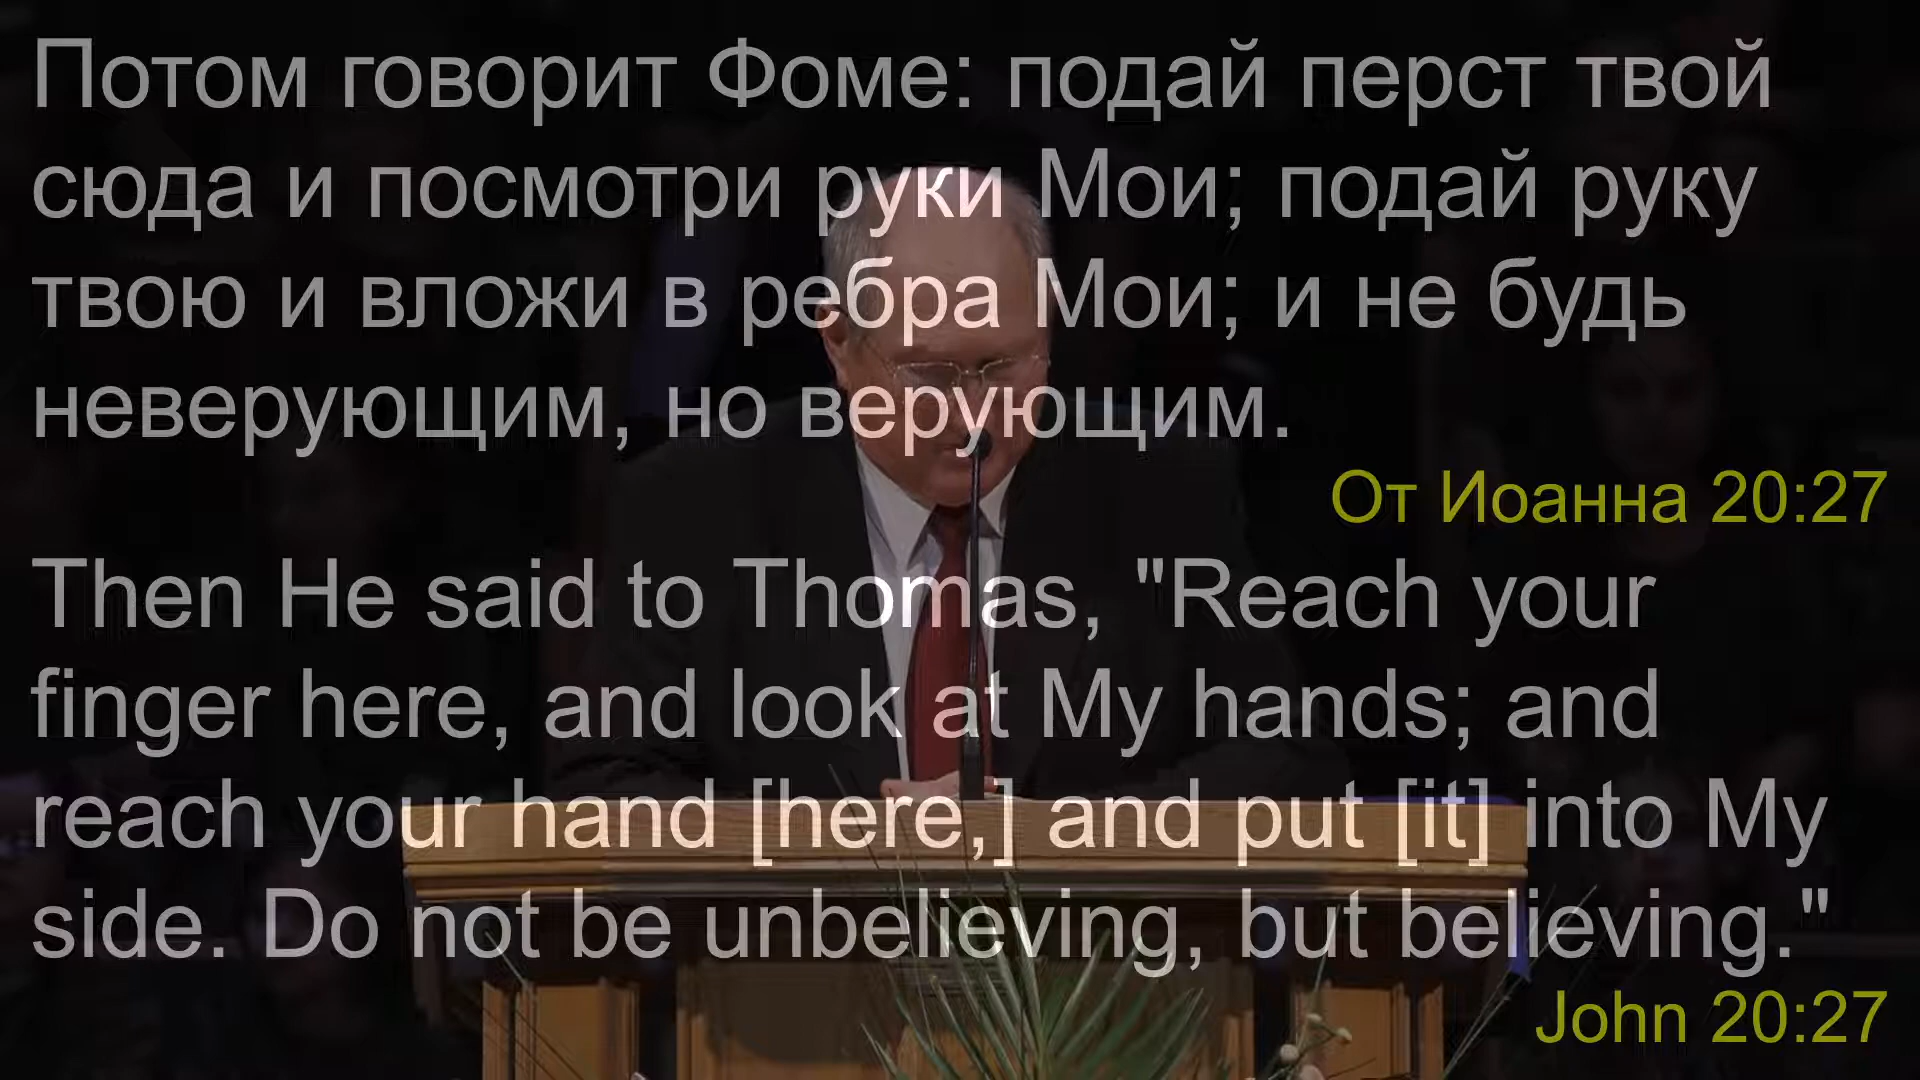 Потом говорит Фоме: подай перст твой
сюда и посмотри руки Мои; подай руку
твою и вложи в ребра Мои; и не будь
неверующим, но верующим.
От Иоанна 20:27
Then He said to Thomas, "Reach your
finger here, and look at My hands; and
reach your hand [here,] and put [it] into My
side. Do not be unbelieving, but believing."
John 20:27